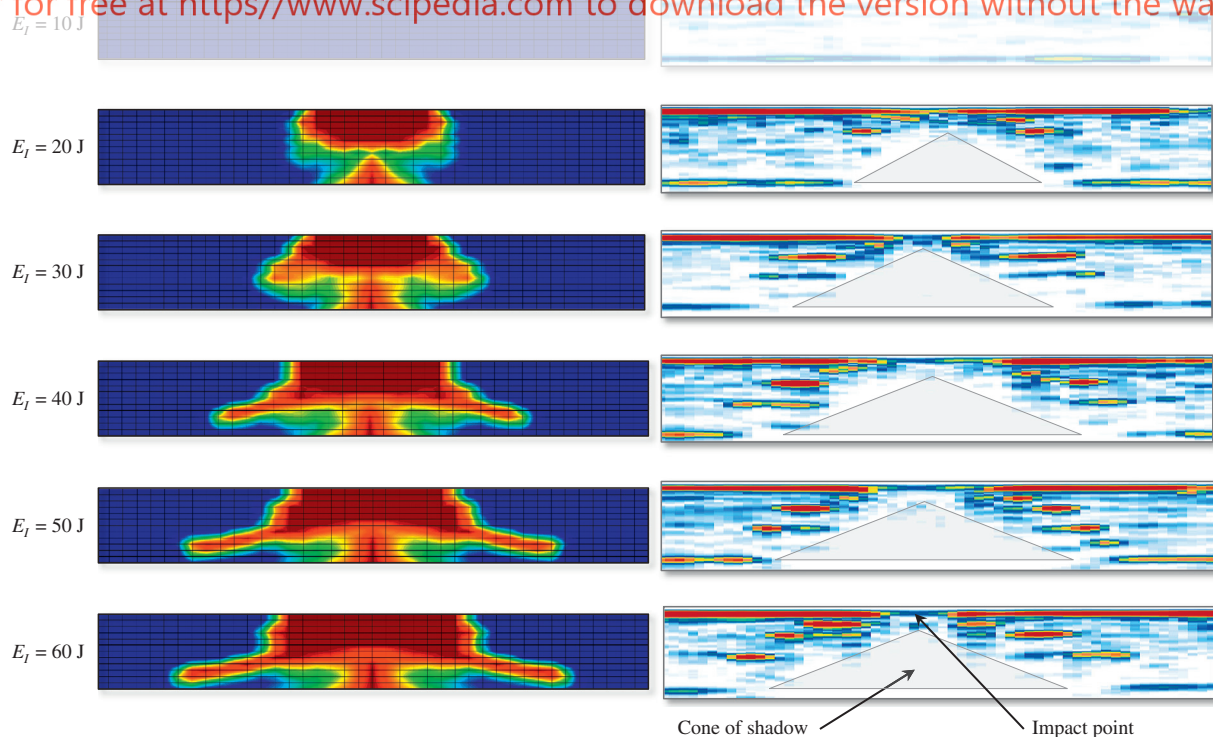 for free at https//www.scipedia.com to download the version without the wa
E_I = 10 J
E_I = 20 J
E_I = 30 J
E_I = 40 J
E_I = 50 J
E_I = 60 J
Cone of shadow
Impact point